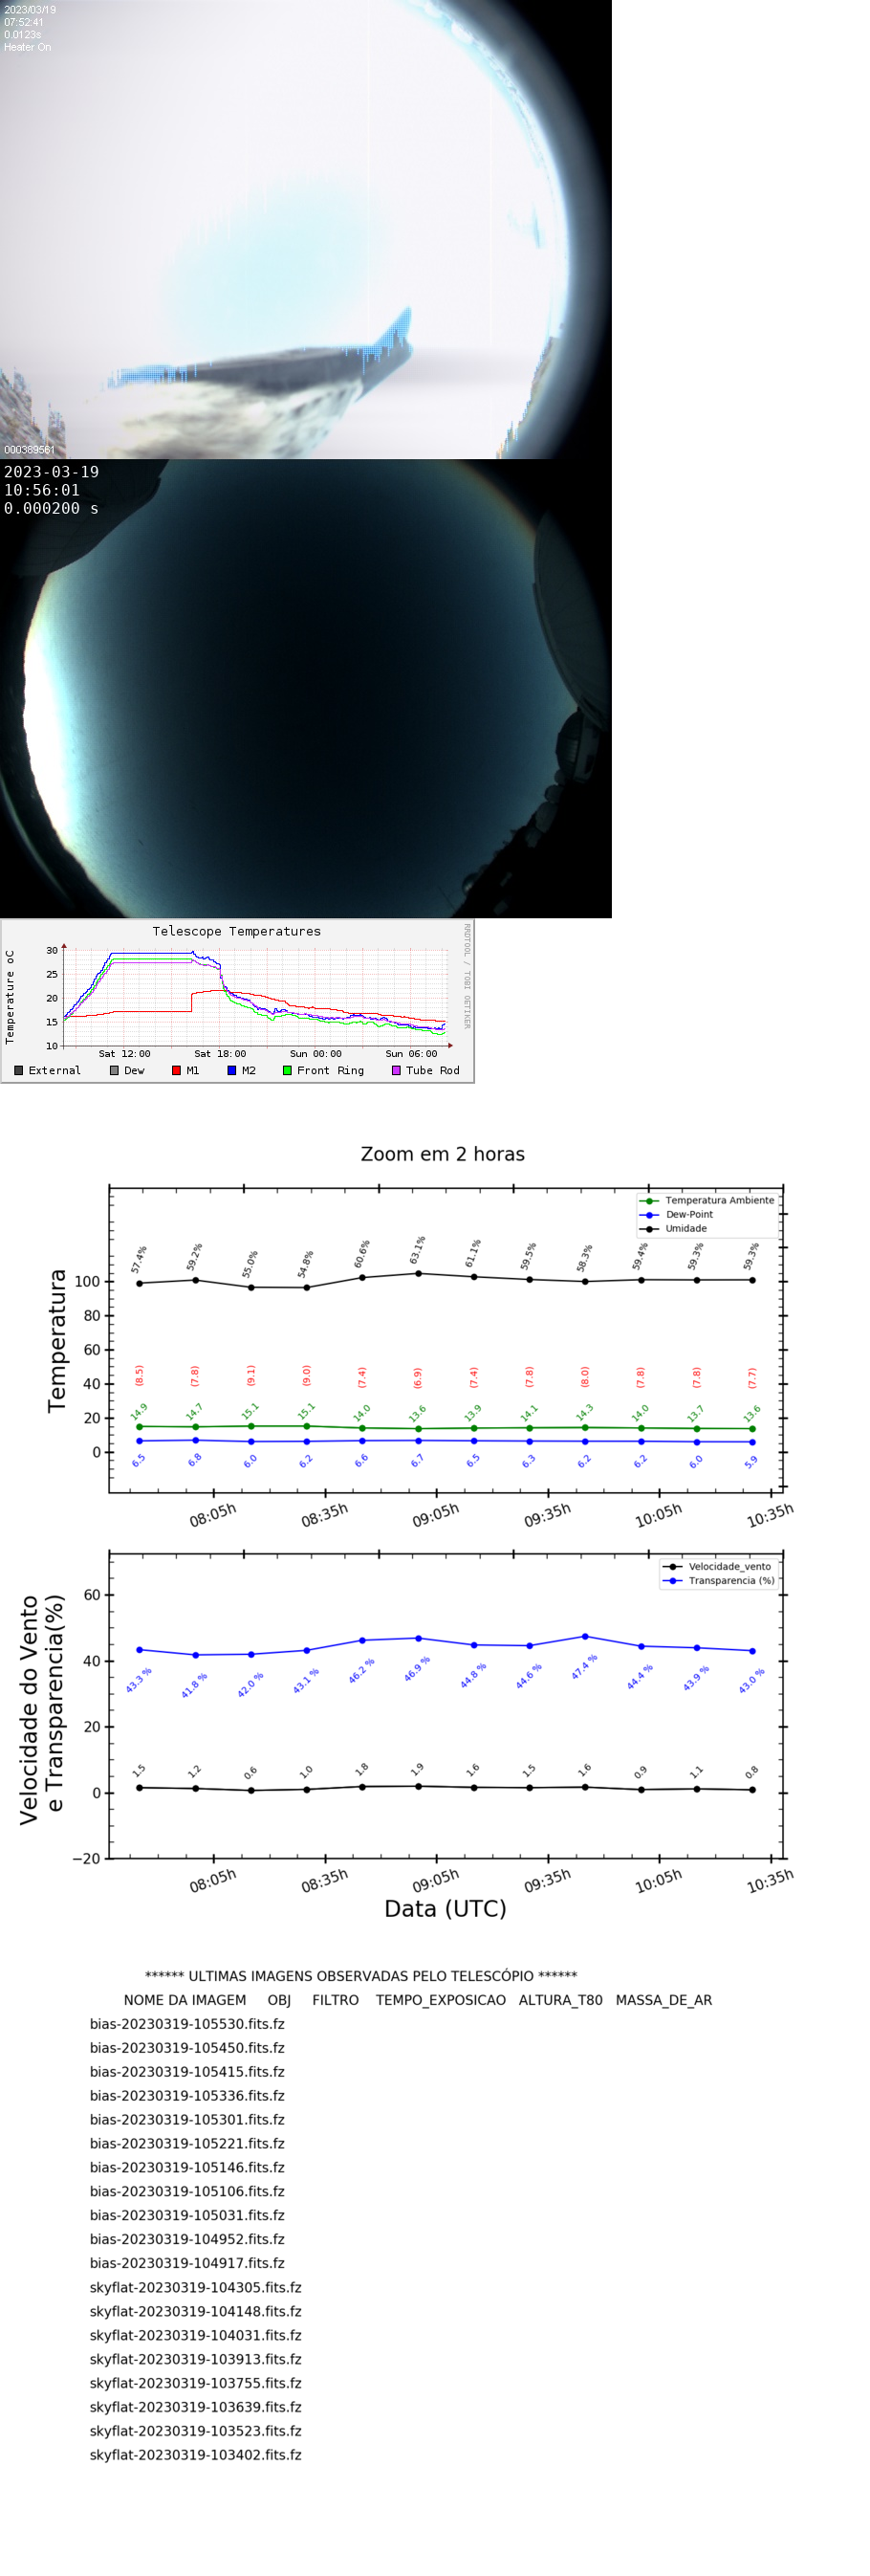 2023/03/19
07:52:41
0.0123s
Heater On
000389561
2023-03-19
10:56:01
0.000200 s
Telescope Temperatures
RRDTOOL / TOBI OETIKER
Temperature oC
30
25
20
15
10
Sat 12:00 Sat 18:00 Sun 00:00 Sun 06:00
External Dew M1 M2 Front Ring Tube Rod
Zoom em 2 horas
Temperatura Ambiente
Dew-Point
Umidade
Temperatura
100
80
60
40
20
0
57.4% 59.2% 55.0% 54.8% 60.6% 63.1% 61.1% 59.5% 58.3% 59.4% 59.3% 59.3%
(8.5) (7.8) (9.1) (9.0) (7.4) (6.9) (7.4) (7.8) (8.0) (7.8) (7.8) (7.7)
14.9 14.7 15.1 15.1 14.0 13.6 13.9 14.1 14.3 14.0 13.7 13.6
6.5 6.8 6.0 6.2 6.6 6.7 6.5 6.3 6.2 6.2 6.0 5.9
08:05h 08:35h 09:05h 09:35h 10:05h 10:35h
Velocidade_vento
Transparencia (%)
Velocidade do Vento
e Transparencia(%)
60
40
20
0
−20
43.3 % 41.8 % 42.0 % 43.1 % 46.2 % 46.9 % 44.8 % 44.6 % 47.4 % 44.4 % 43.9 % 43.0 %
1.5 1.2 0.6 1.0 1.8 1.9 1.6 1.5 1.6 0.9 1.1 0.8
08:05h 08:35h 09:05h 09:35h 10:05h 10:35h
Data (UTC)
****** ULTIMAS IMAGENS OBSERVADAS PELO TELESCÓPIO ******
NOME DA IMAGEM OBJ FILTRO TEMPO_EXPOSICAO ALTURA_T80 MASSA_DE_AR
bias-20230319-105530.fits.fz
bias-20230319-105450.fits.fz
bias-20230319-105415.fits.fz
bias-20230319-105336.fits.fz
bias-20230319-105301.fits.fz
bias-20230319-105221.fits.fz
bias-20230319-105146.fits.fz
bias-20230319-105106.fits.fz
bias-20230319-105031.fits.fz
bias-20230319-104952.fits.fz
bias-20230319-104917.fits.fz
skyflat-20230319-104305.fits.fz
skyflat-20230319-104148.fits.fz
skyflat-20230319-104031.fits.fz
skyflat-20230319-103913.fits.fz
skyflat-20230319-103755.fits.fz
skyflat-20230319-103639.fits.fz
skyflat-20230319-103523.fits.fz
skyflat-20230319-103402.fits.fz